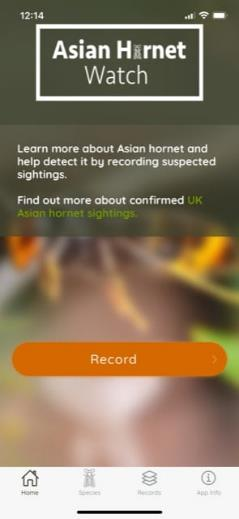 12:14
Asian Hornet
Watch
Learn more about Asian hornet and
help detect it by recording suspected
sightings.
Find out more about confirmed UK
Asian hornet sightings.
Record
Home Species Records App Info